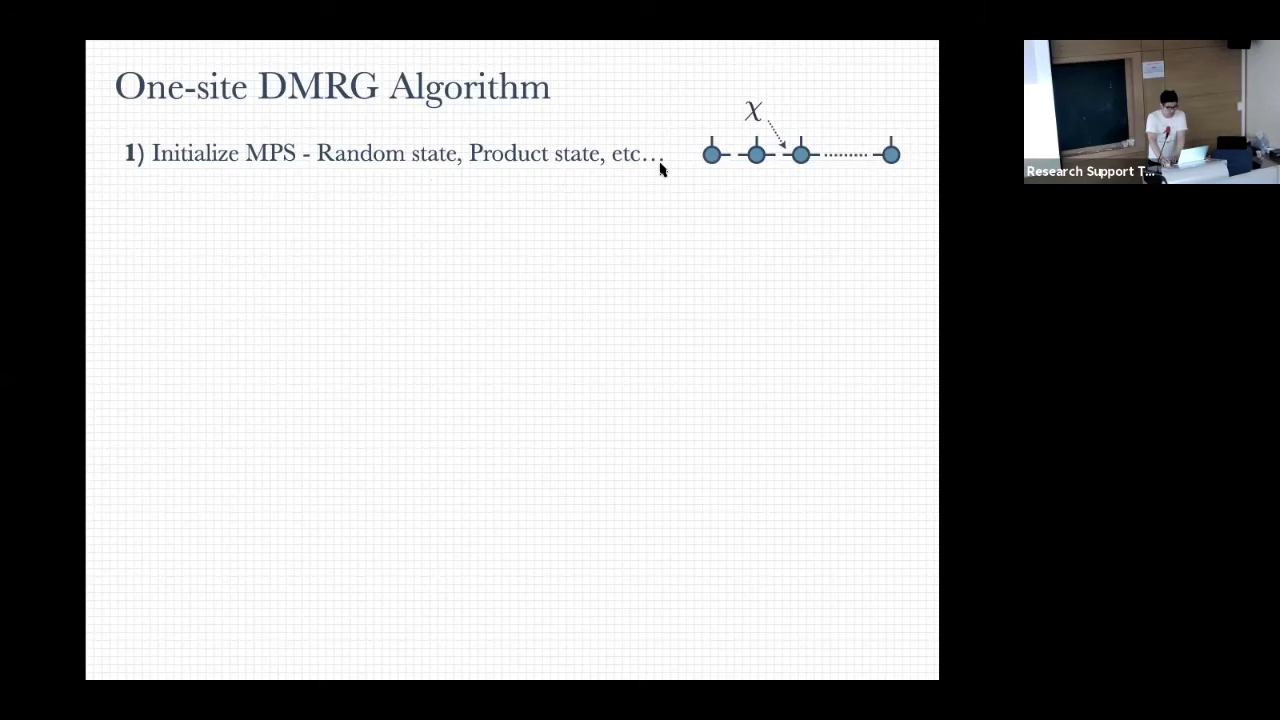 One-site DMRG Algorithm
χ
1) Initialize MPS - Random state, Product state, etc…
Research Support T...